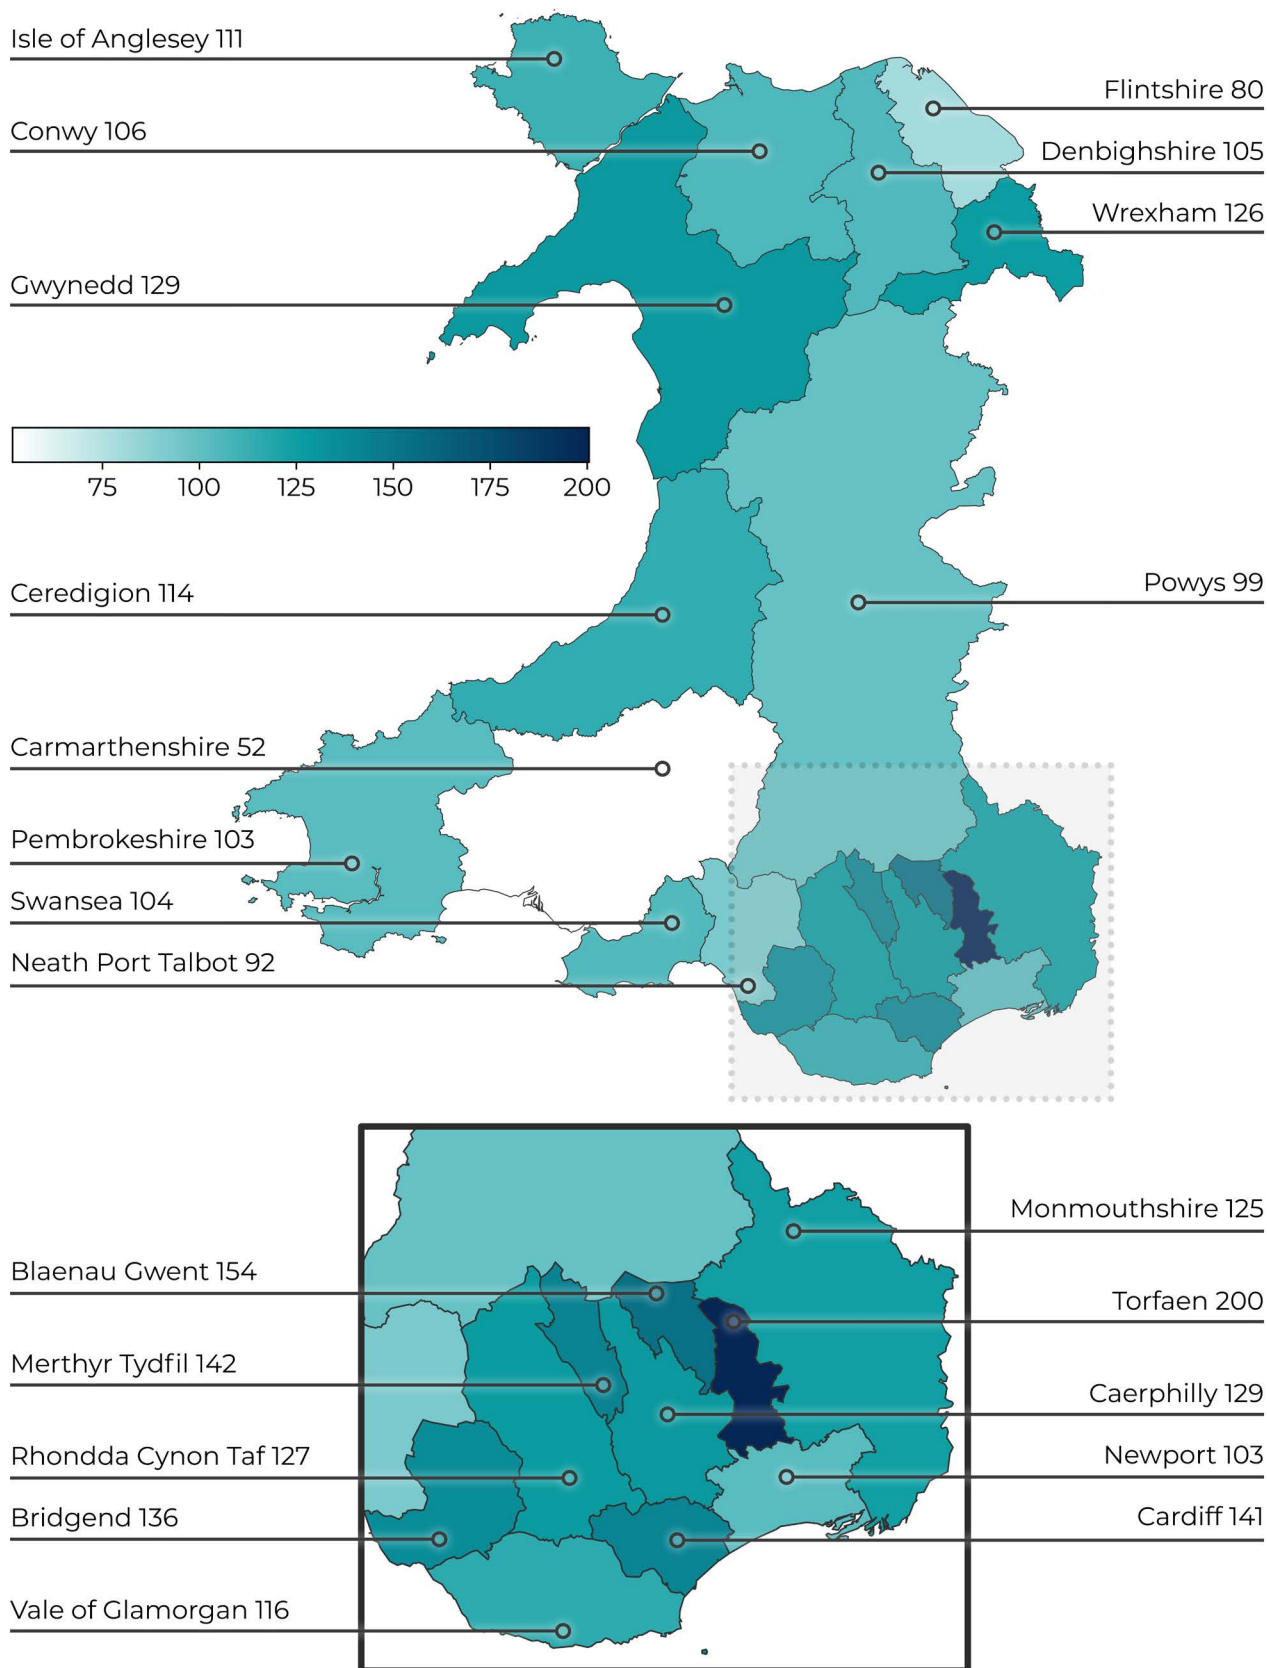 Isle of Anglesey 111
Flintshire 80
Conwy 106
Denbighshire 105
Wrexham 126
Gwynedd 129
75 100 125 150 175 200
Ceredigion 114
Powys 99
Carmarthenshire 52
Pembrokeshire 103
Swansea 104
Neath Port Talbot 92
Monmouthshire 125
Blaenau Gwent 154
Torfaen 200
Merthyr Tydfil 142
Caerphilly 129
Rhondda Cynon Taf 127
Newport 103
Bridgend 136
Cardiff 141
Vale of Glamorgan 116